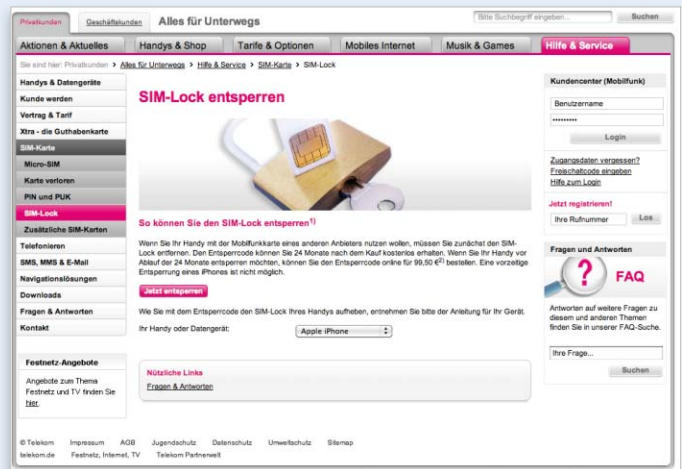 Privatkunden
Geschäftskunden
Alles für Unterwegs
Bitte Suchbegriff eingeben...
Suchen
Aktionen & Aktuelles
Handys & Shop
Tarife & Optionen
Mobiles Internet
Musik & Games
Hilfe & Service
Sie sind hier: Privatkunden > Alles für Unterwegs > Hilfe & Service > SIM-Karte > SIM-Lock
Handys & Datengeräte
Kunde werden
Vertrag & Tarif
Xtra - die Guthabenkarte
SIM-Karte
Micro-SIM
Karte verloren
PIN und PUK
SIM-Lock
Zusätzliche SIM-Karten
Telefonieren
SMS, MMS & E-Mail
Navigationslösungen
Downloads
Fragen & Antworten
Kontakt
Festnetz-Angebote
Angebote zum Thema
Festnetz und TV finden Sie
hier.
SIM-Lock entsperren
So können Sie den SIM-Lock entsperren1)
Wenn Sie Ihr Handy mit der Mobilfunkkarte eines anderen Anbieters nutzen wollen, müssen Sie zunächst den SIM-
Lock entfernen. Den Entsperrcode können Sie 24 Monate nach dem Kauf kostenlos erhalten. Wenn Sie Ihr Handy vor
Ablauf der 24 Monate entsperren möchten, können Sie den Entsperrcode online für 99,50 €2) bestellen. Eine vorzeitige
Entsperrung eines iPhones ist nicht möglich.
Jetzt entsperren
Wie Sie mit dem Entsperrcode den SIM-Lock Ihres Handys aufheben, entnehmen Sie bitte der Anleitung für Ihr Gerät.
Ihr Handy oder Datengerät:
Apple iPhone
Nützliche Links
Fragen & Antworten
Kundencenter (Mobilfunk)
Benutzername
•••••••••
Login
Zugangsdaten vergessen?
Freischaltcode eingeben
Hilfe zum Login
Jetzt registrieren!
Ihre Rufnummer
Los
Fragen und Antworten
?
FAQ
Antworten auf weitere Fragen zu
diesem und anderen Themen
finden Sie in unserer FAQ-Suche.
Ihre Frage...
Suchen
© Telekom
Impressum
AGB
Jugendschutz
Datenschutz
Umweltschutz
Sitemap
telekom.de
Festnetz, Internet, TV
Telekom Partnerwelt